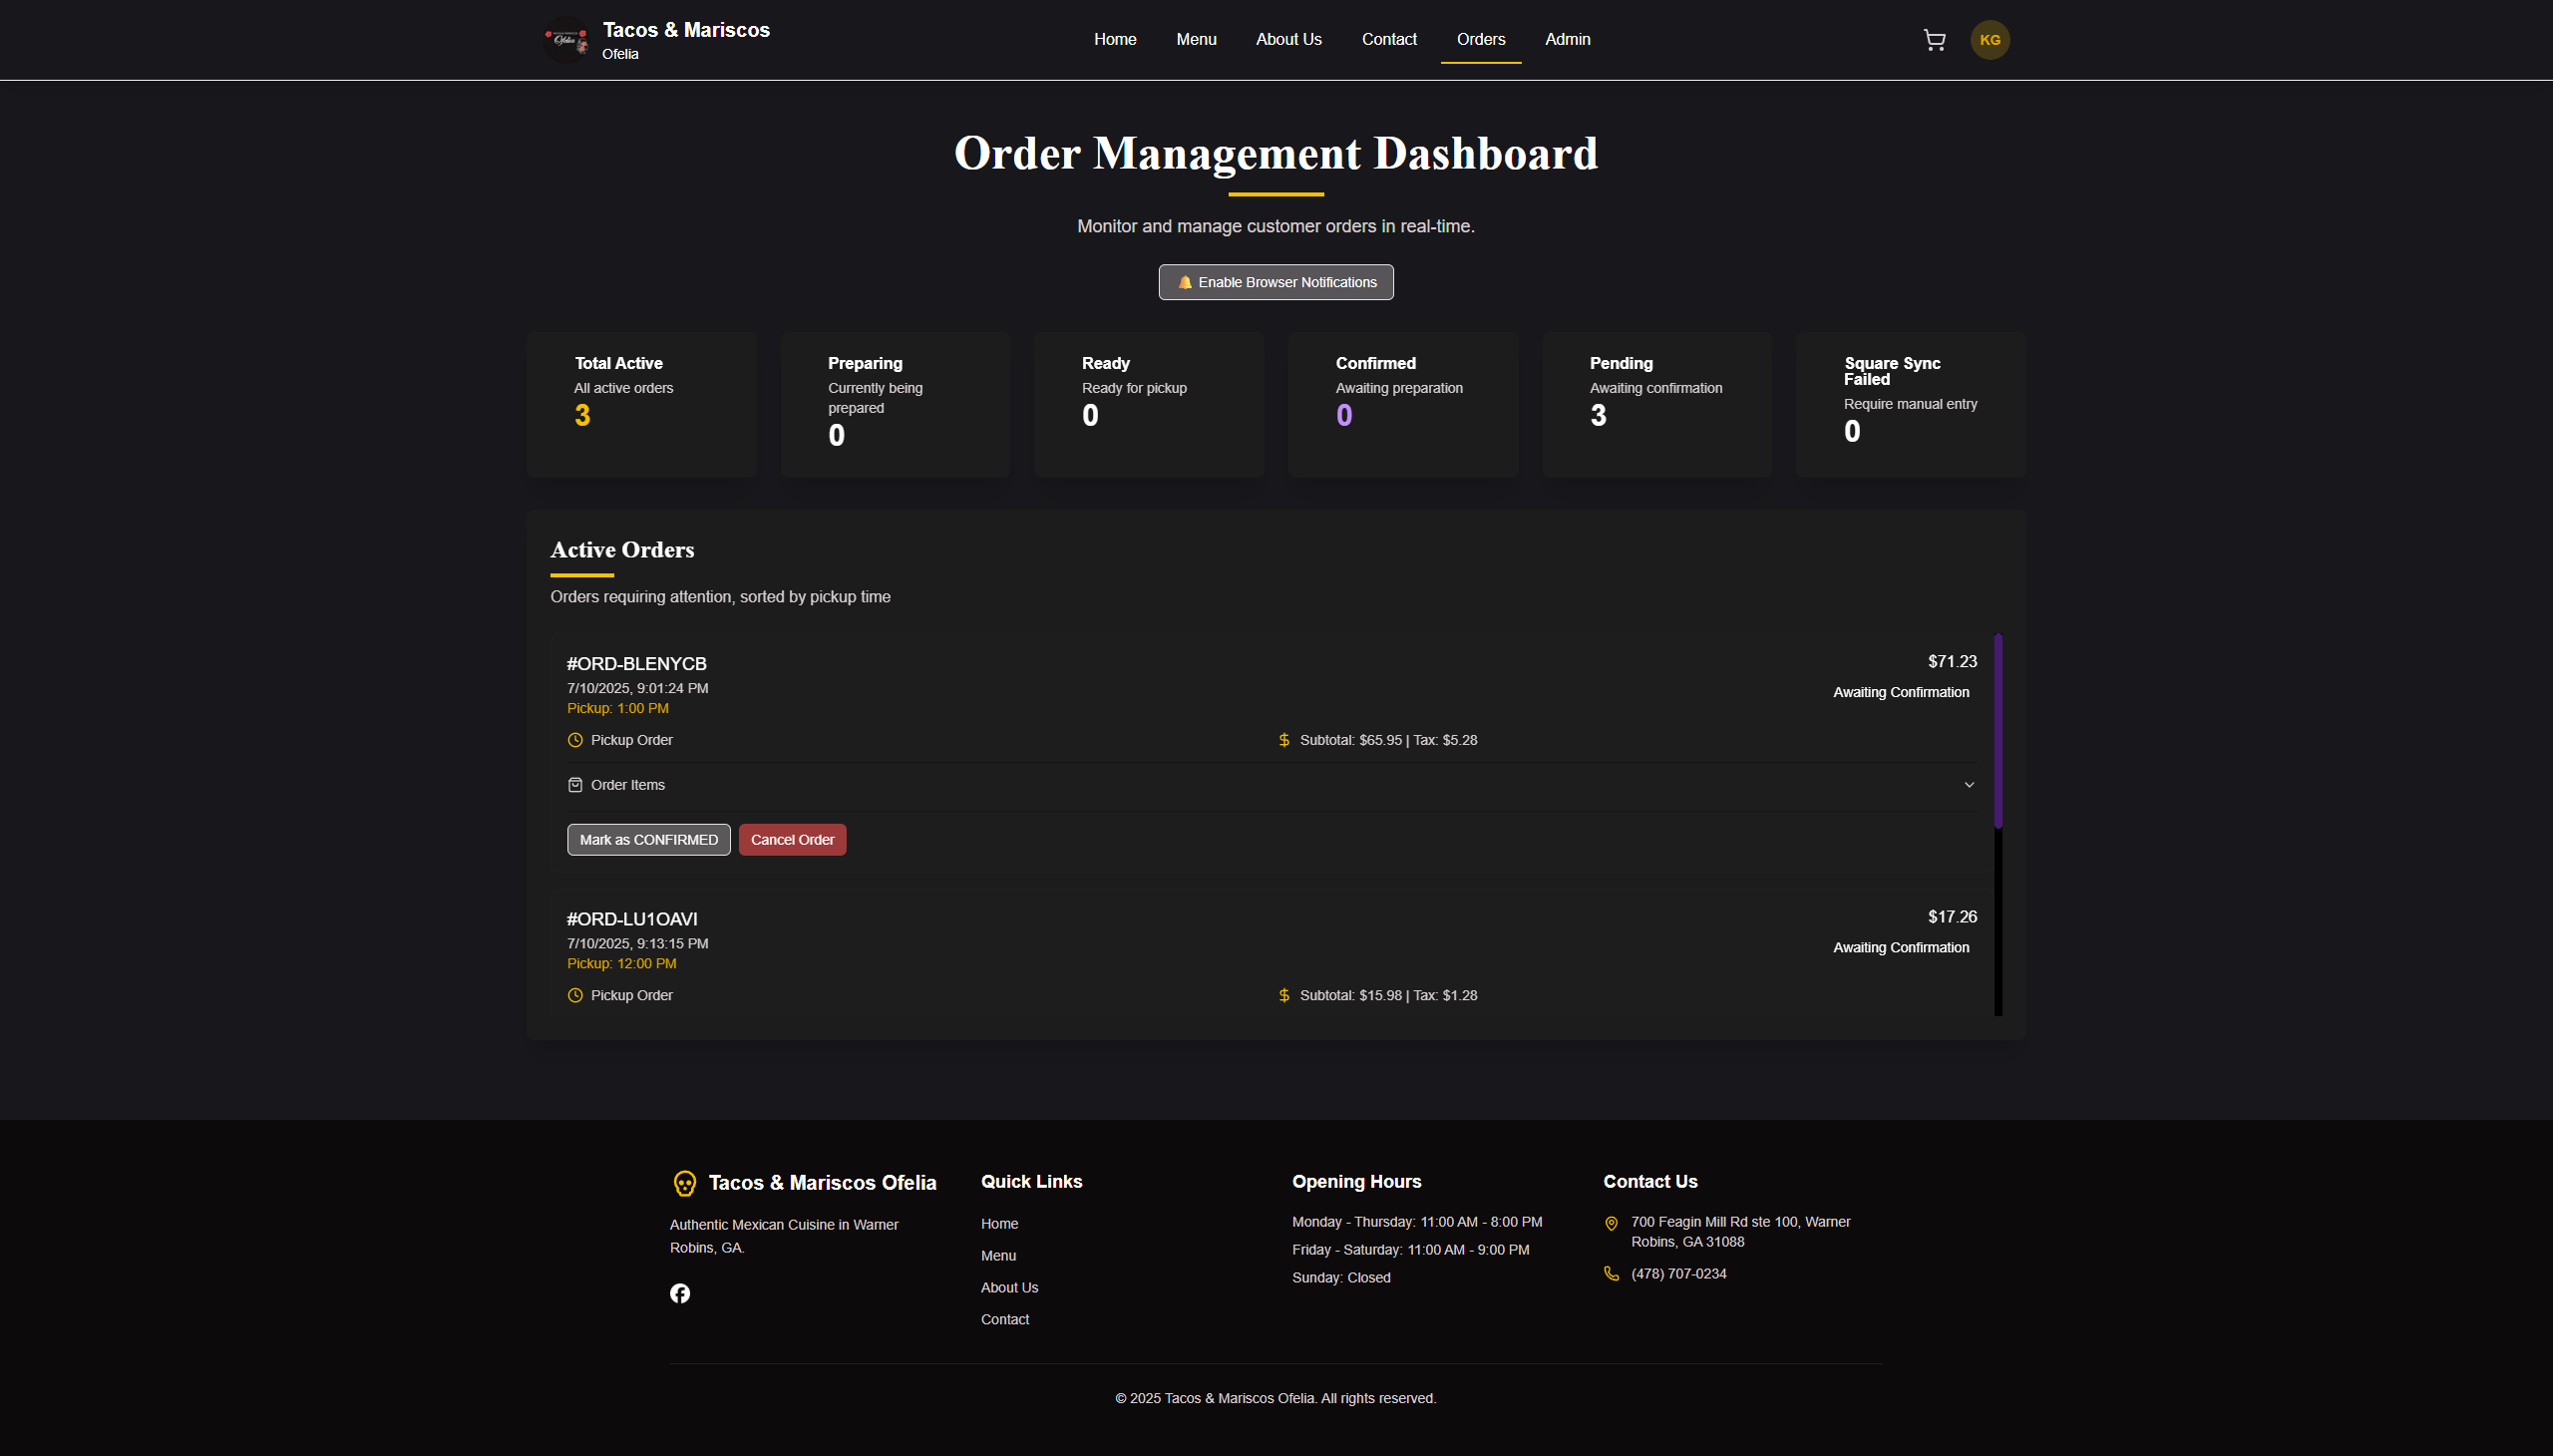 Tacos & Mariscos
Ofelia
Home
Menu
About Us
Contact
Orders
Admin
KG
Order Management Dashboard
Monitor and manage customer orders in real-time.
Enable Browser Notifications
Total Active
All active orders
3
Preparing
Currently being
prepared
0
Ready
Ready for pickup
0
Confirmed
Awaiting preparation
0
Pending
Awaiting confirmation
3
Square Sync
Failed
Require manual entry
0
Active Orders
Orders requiring attention, sorted by pickup time
#ORD-BLENYCB
$71.23
7/10/2025, 9:01:24 PM
Awaiting Confirmation
Pickup: 1:00 PM
Pickup Order
Subtotal: $65.95 | Tax: $5.28
Order Items
Mark as CONFIRMED
Cancel Order
#ORD-LU1OAVI
$17.26
7/10/2025, 9:13:15 PM
Awaiting Confirmation
Pickup: 12:00 PM
Pickup Order
Subtotal: $15.98 | Tax: $1.28
Tacos & Mariscos Ofelia
Authentic Mexican Cuisine in Warner
Robins, GA.
Quick Links
Home
Menu
About Us
Contact
Opening Hours
Monday - Thursday: 11:00 AM - 8:00 PM
Friday - Saturday: 11:00 AM - 9:00 PM
Sunday: Closed
Contact Us
700 Feagin Mill Rd ste 100, Warner
Robins, GA 31088
(478) 707-0234
© 2025 Tacos & Mariscos Ofelia. All rights reserved.